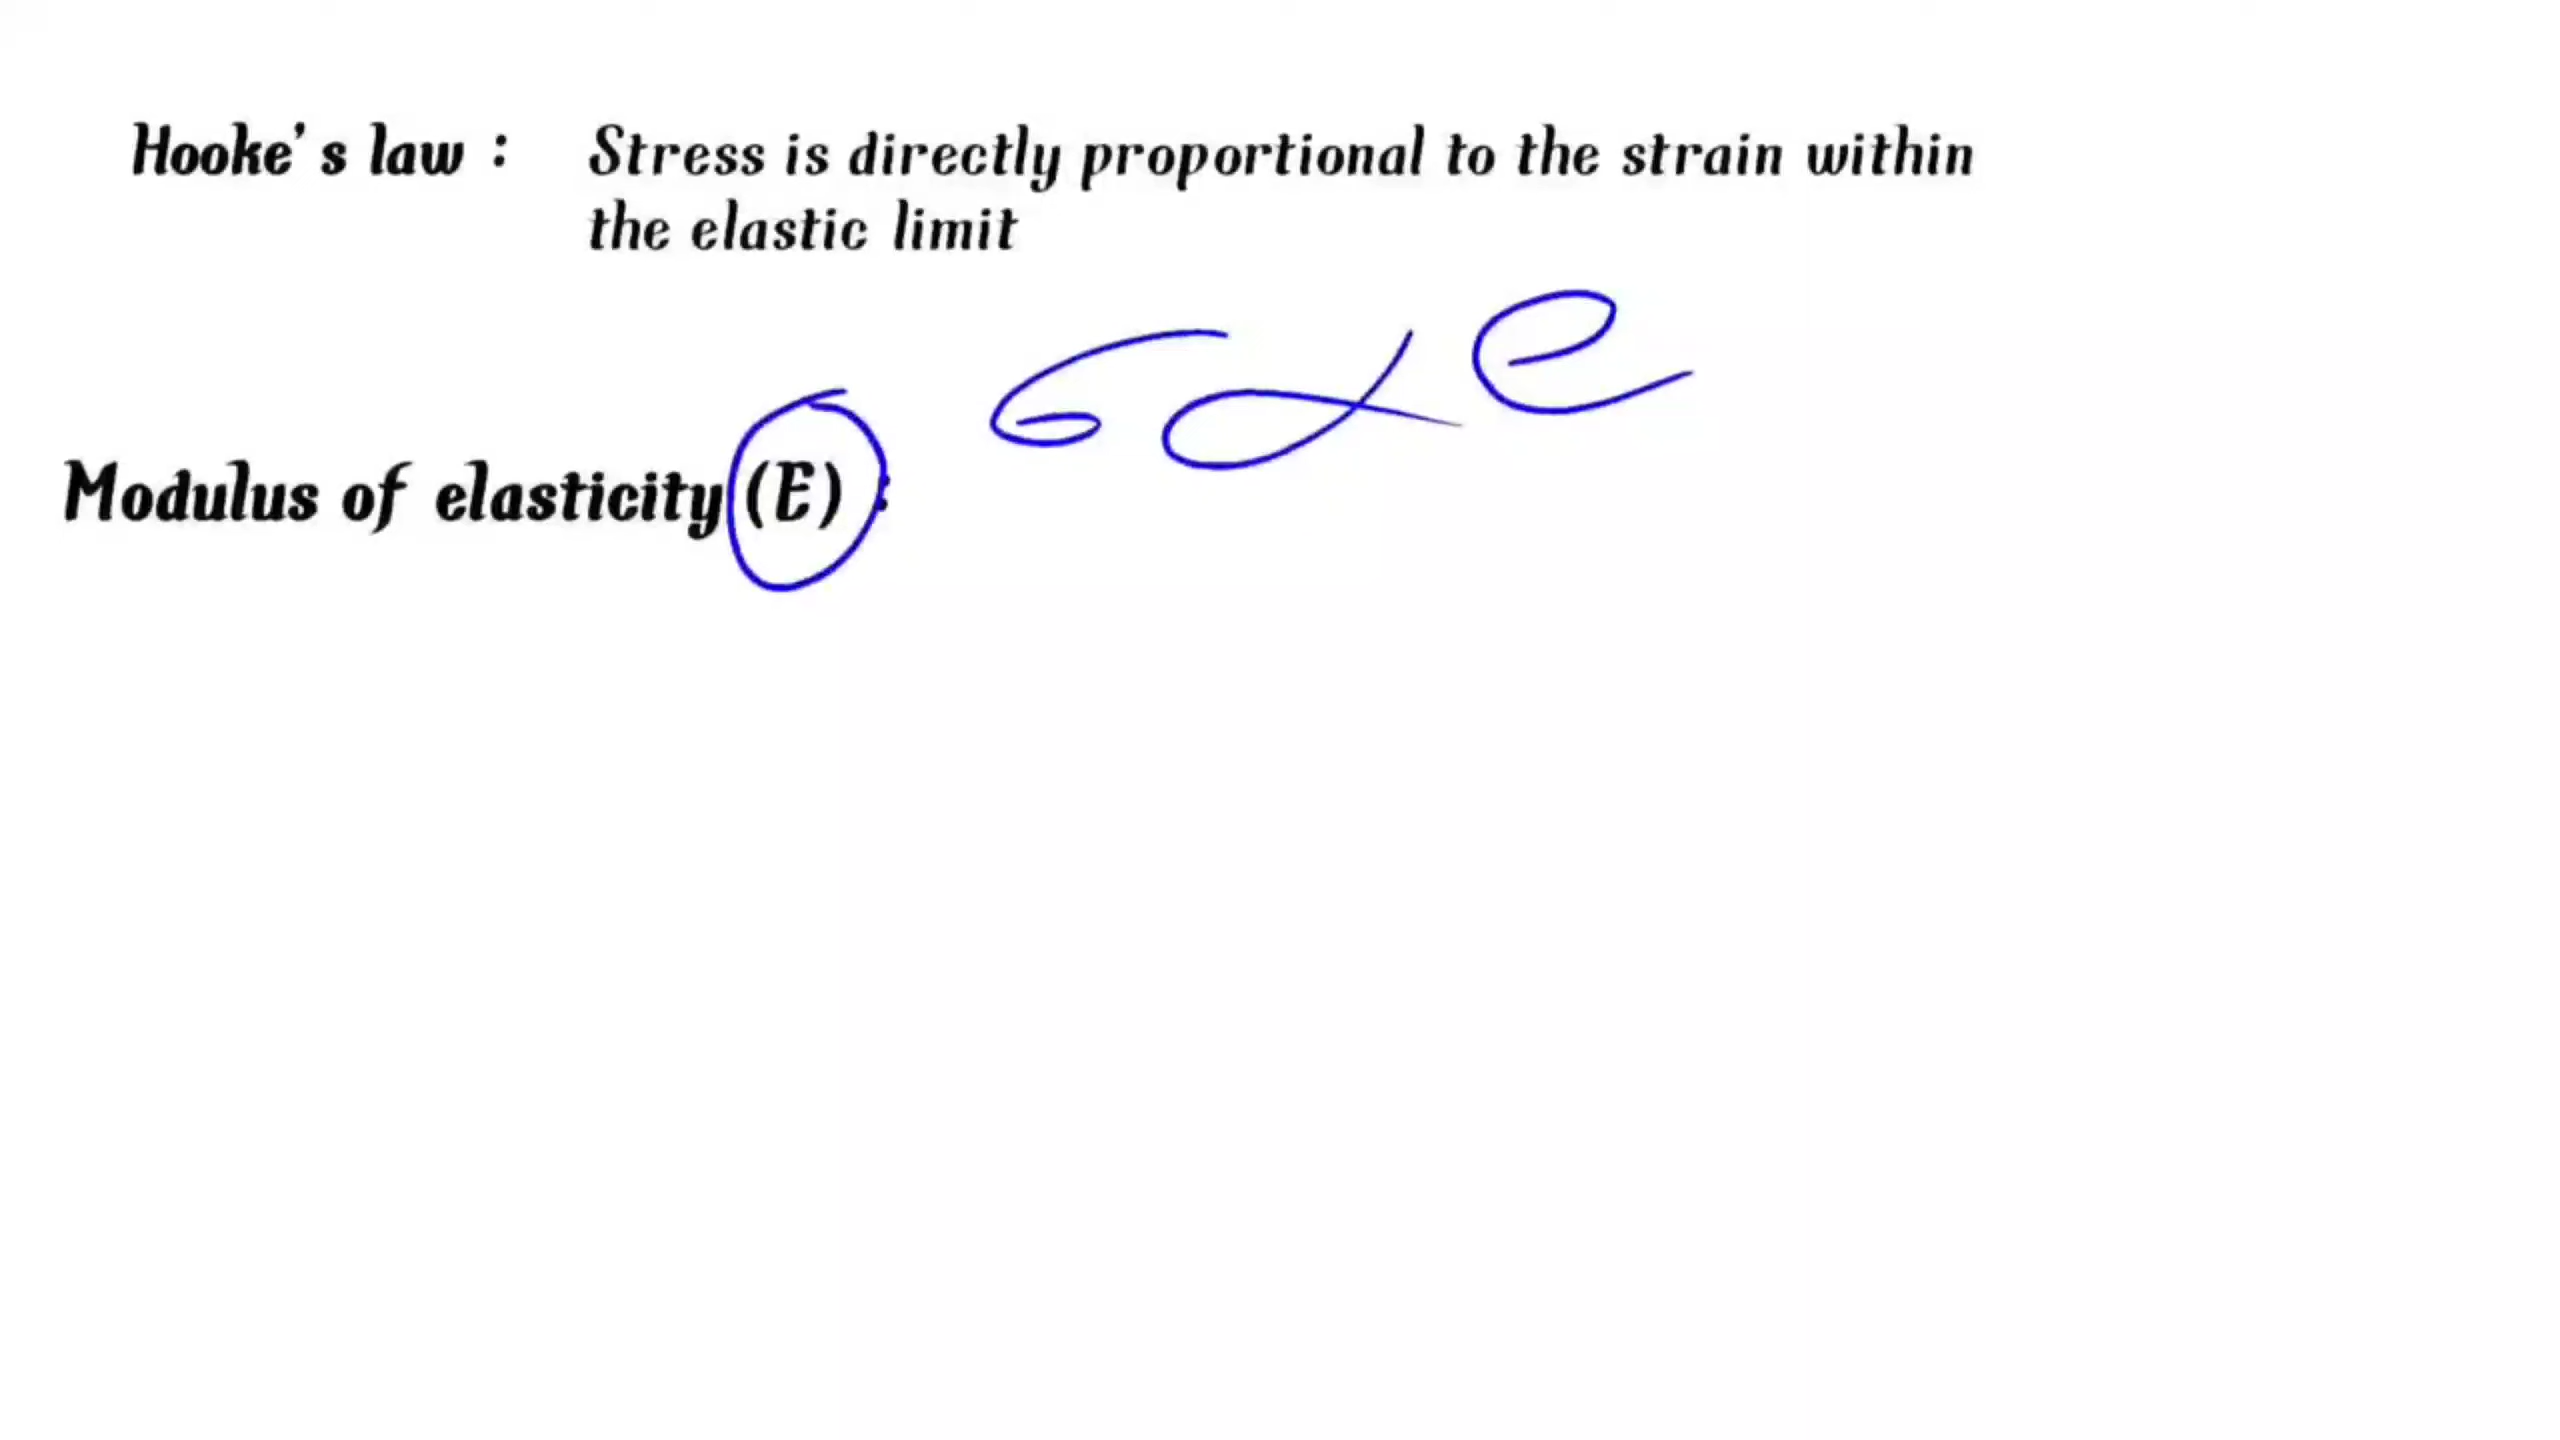 Hooke's law : Stress is directly proportional to the strain within
the elastic limit
σ α e
Modulus of elasticity (E) :